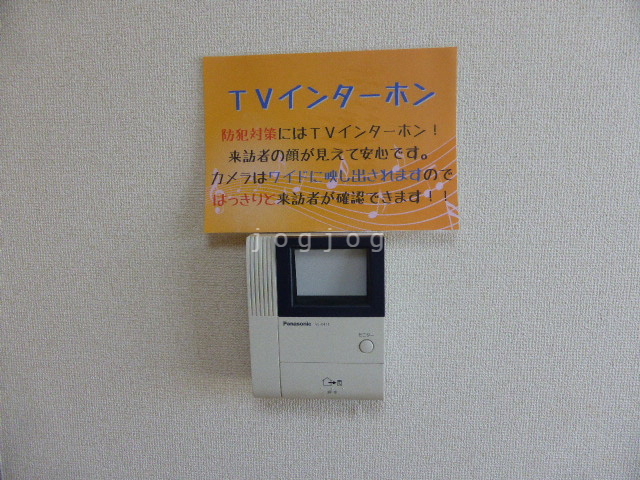 TVインターホン
防犯対策にはTVインターホン！
来訪者の顔が見えて安心です。
カメラはワイドに映し出されますので
はっきりと来訪者が確認できます！！
jogjog
Panasonic
モニター